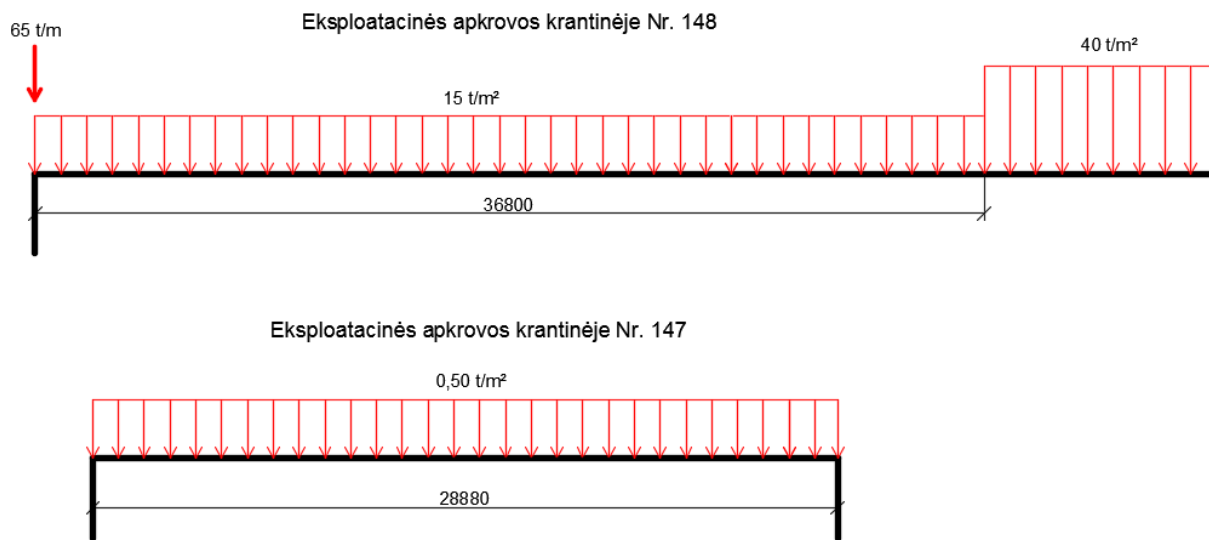 Eksploatacinės apkrovos krantinėje Nr. 148
65 t/m
40 t/m²
15 t/m²
36800
Eksploatacinės apkrovos krantinėje Nr. 147
0,50 t/m²
28880